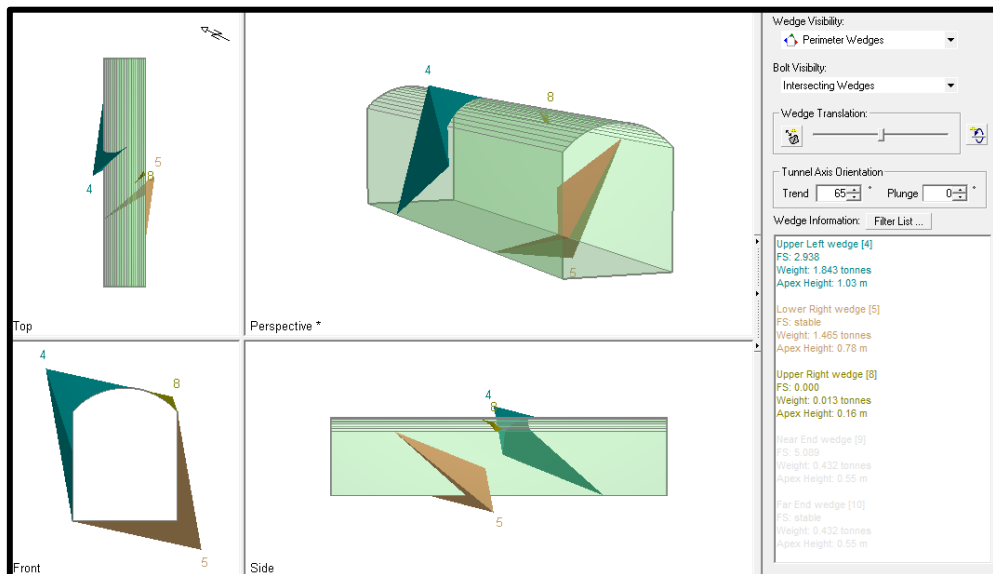 4
5
8
Top
4
8
5
Perspective *
4
8
5
Front
4
8
5
Side
Wedge Visibility:
Perimeter Wedges
Bolt Visibility:
Intersecting Wedges
Wedge Translation:
Tunnel Axis Orientation
Trend 65 ° Plunge 0 °
Wedge Information: Filter List ...
Upper Left wedge [4]
FS: 2.938
Weight: 1.843 tonnes
Apex Height: 1.03 m
Lower Right wedge [5]
FS: stable
Weight: 1.465 tonnes
Apex Height: 0.78 m
Upper Right wedge [8]
FS: 0.000
Weight: 0.013 tonnes
Apex Height: 0.16 m
Near End wedge [9]
FS: 5.089
Weight: 0.432 tonnes
Apex Height: 0.55 m
Far End wedge [10]
FS: stable
Weight: 0.432 tonnes
Apex Height: 0.55 m